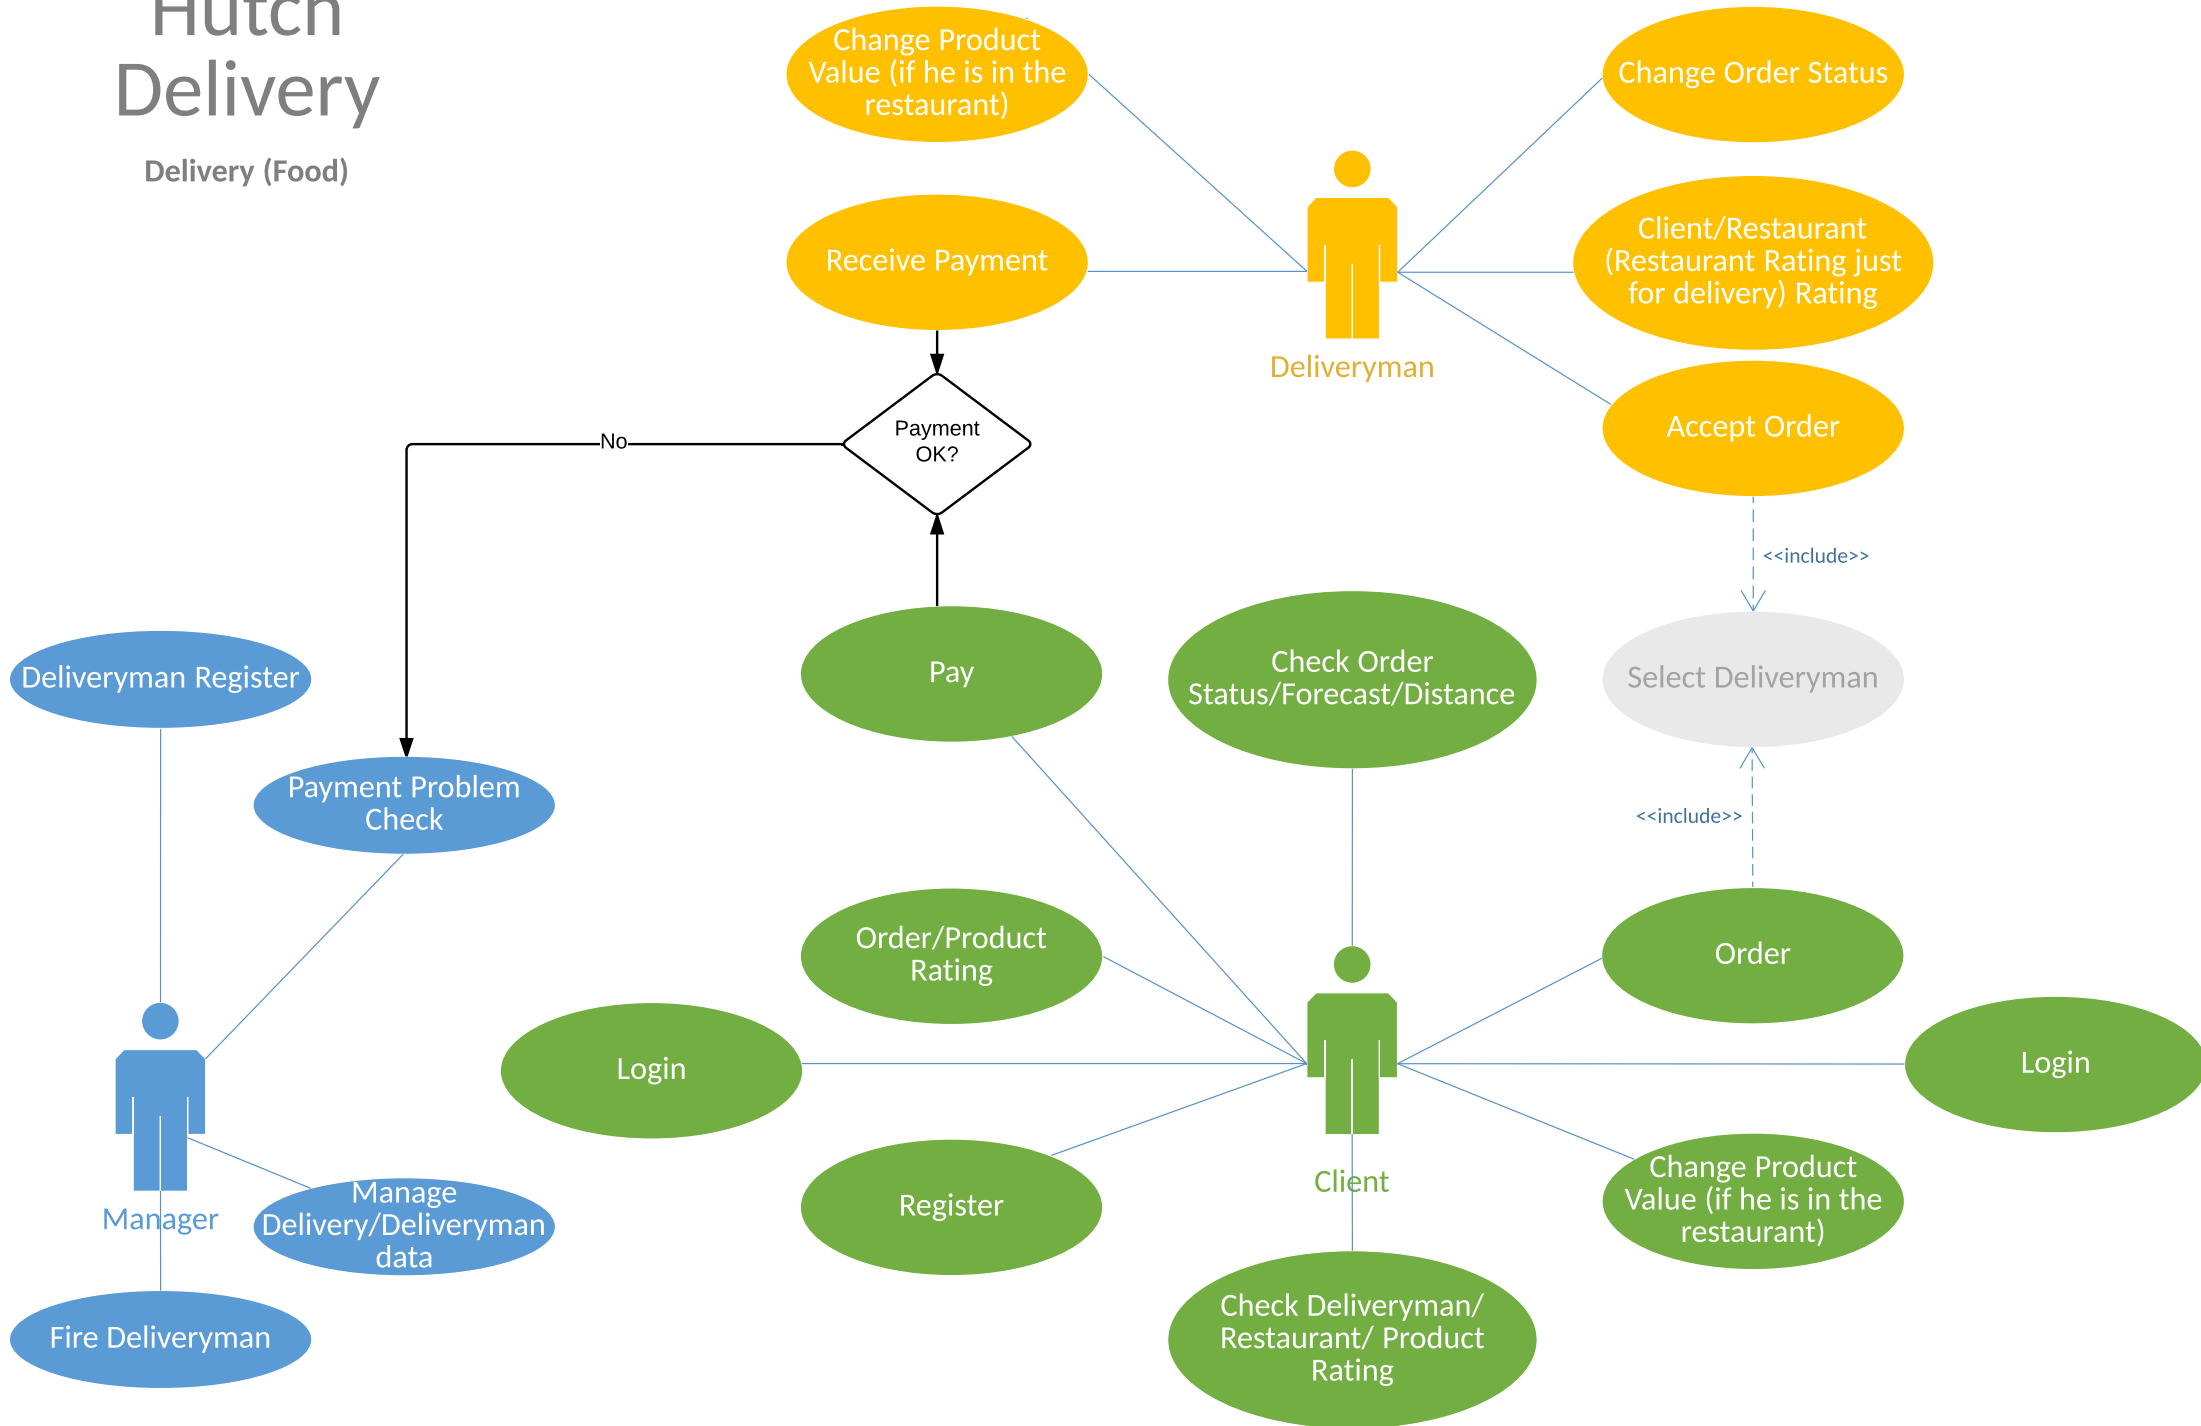 Hutch
Delivery
Delivery (Food)
Change Product
Value (if he is in the
restaurant)
Change Order Status
Receive Payment
Client/Restaurant
(Restaurant Rating just
for delivery) Rating
Deliveryman
Accept Order
Payment
OK?
No
<<include>>
Deliveryman Register
Pay
Check Order
Status/Forecast/Distance
Select Deliveryman
Payment Problem
Check
<<include>>
Order/Product
Rating
Order
Login
Login
Manager
Manage
Delivery/Deliveryman
data
Register
Client
Change Product
Value (if he is in the
restaurant)
Fire Deliveryman
Check Deliveryman/
Restaurant/ Product
Rating